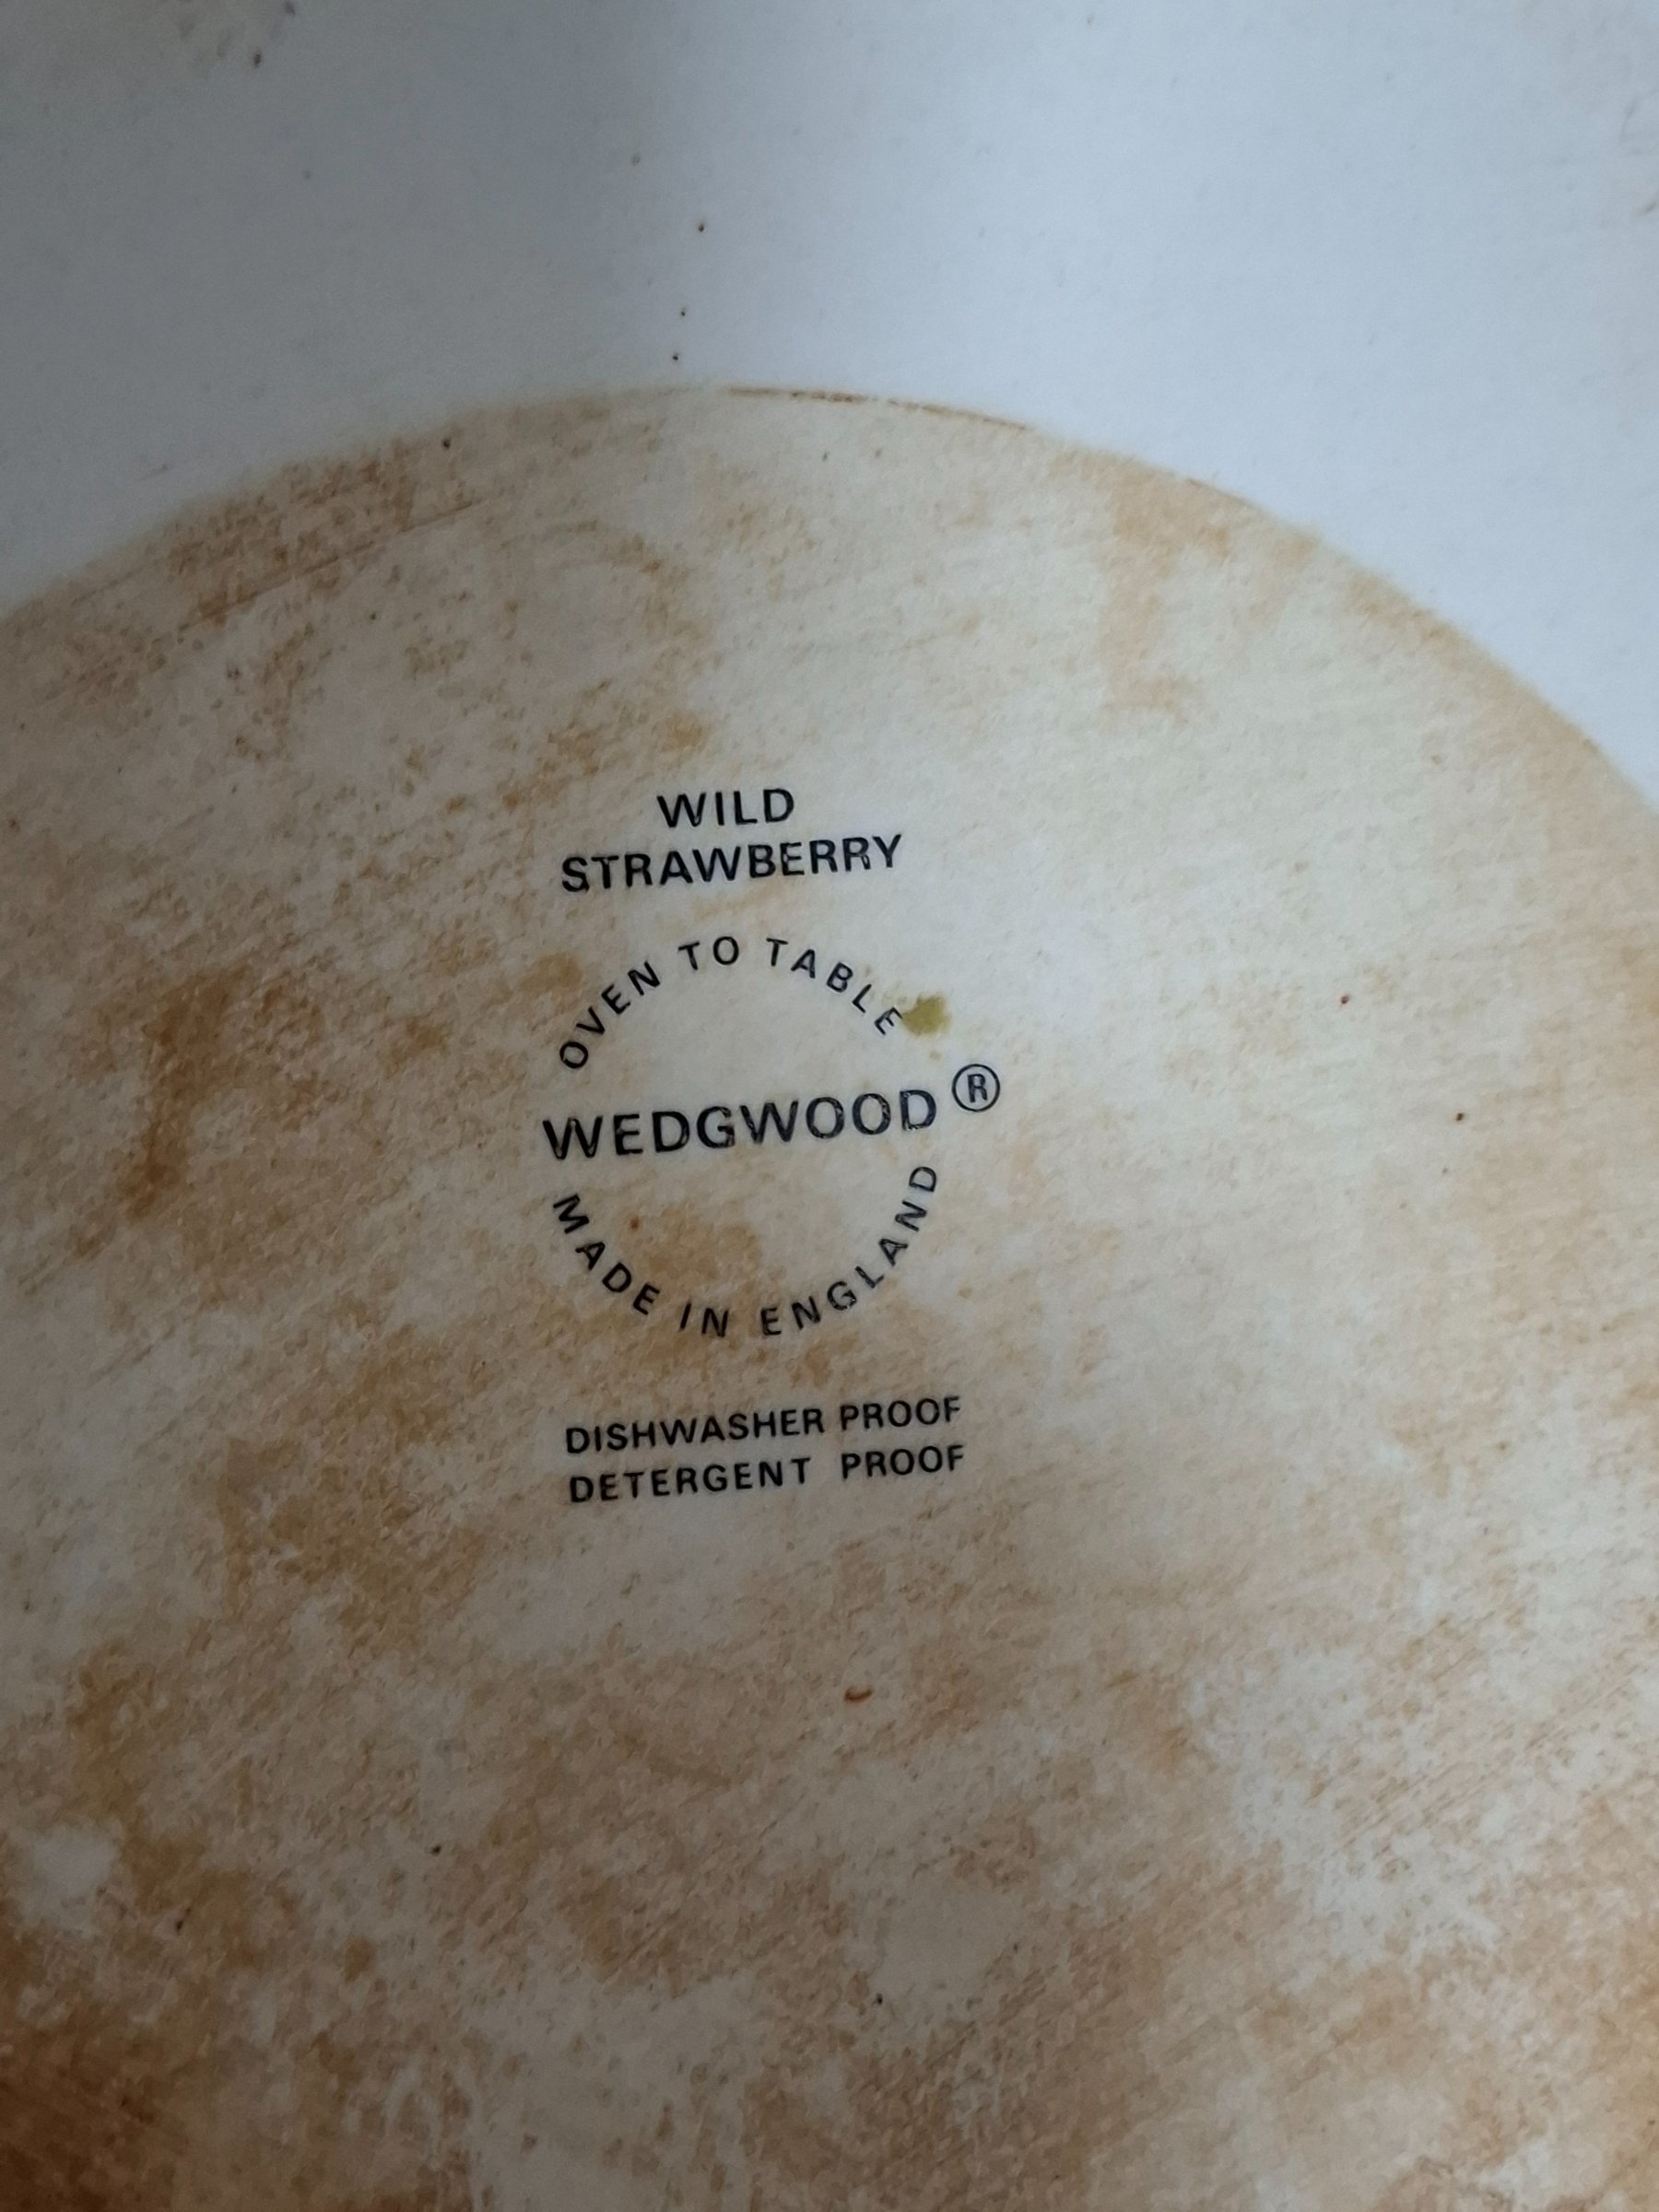 WILD
STRAWBERRY
OVEN TO TABLE
WEDGWOOD ®
MADE IN ENGLAND
DISHWASHER PROOF
DETERGENT PROOF